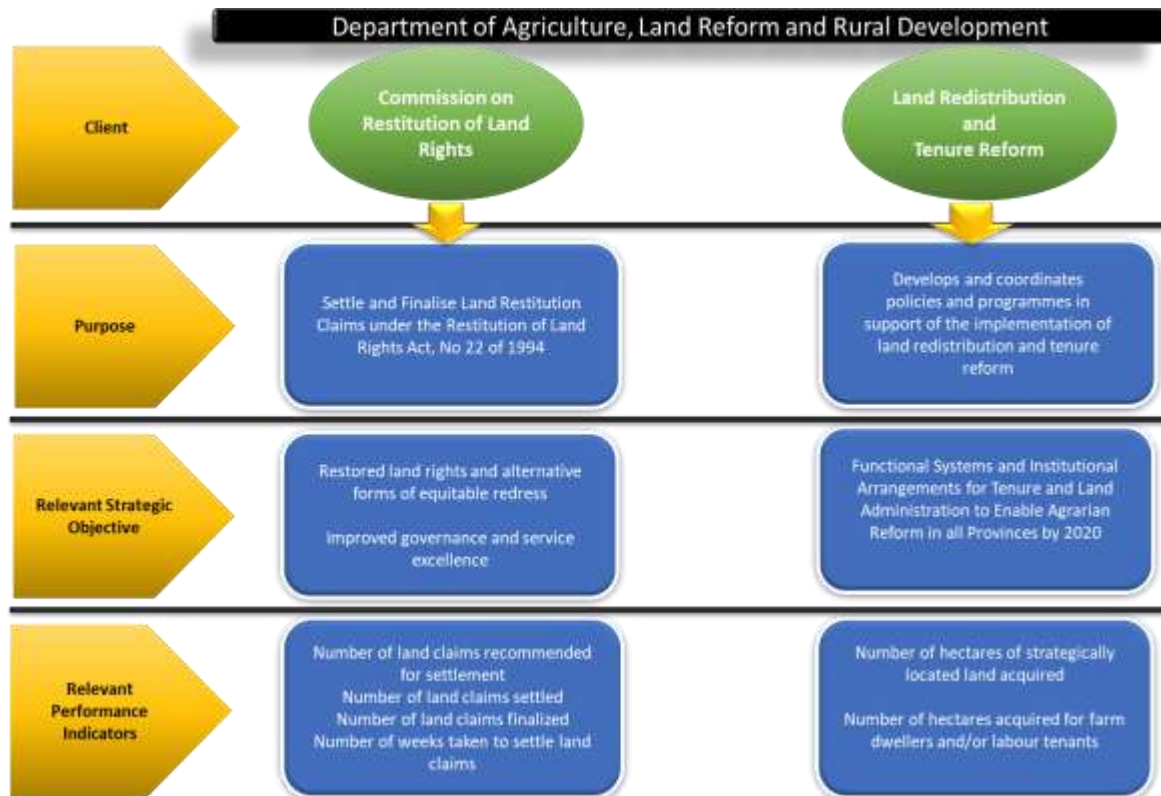 Department of Agriculture, Land Reform and Rural Development
Client
Commission on
Restitution of Land
Rights
Land Redistribution
and
Tenure Reform
Purpose
Settle and Finalise Land Restitution
Claims under the Restitution of Land
Rights Act, No 22 of 1994
Develops and coordinates
policies and programmes in
support of the implementation of
land redistribution and tenure
reform
Relevant Strategic
Objective
Restored land rights and alternative
forms of equitable redress
Improved governance and service
excellence
Functional Systems and Institutional
Arrangements for Tenure and Land
Administration to Enable Agrarian
Reform in all Provinces by 2020
Relevant
Performance
Indicators
Number of land claims recommended
for settlement
Number of land claims settled
Number of land claims finalized
Number of weeks taken to settle land
claims
Number of hectares of strategically
located land acquired
Number of hectares acquired for farm
dwellers and/or labour tenants